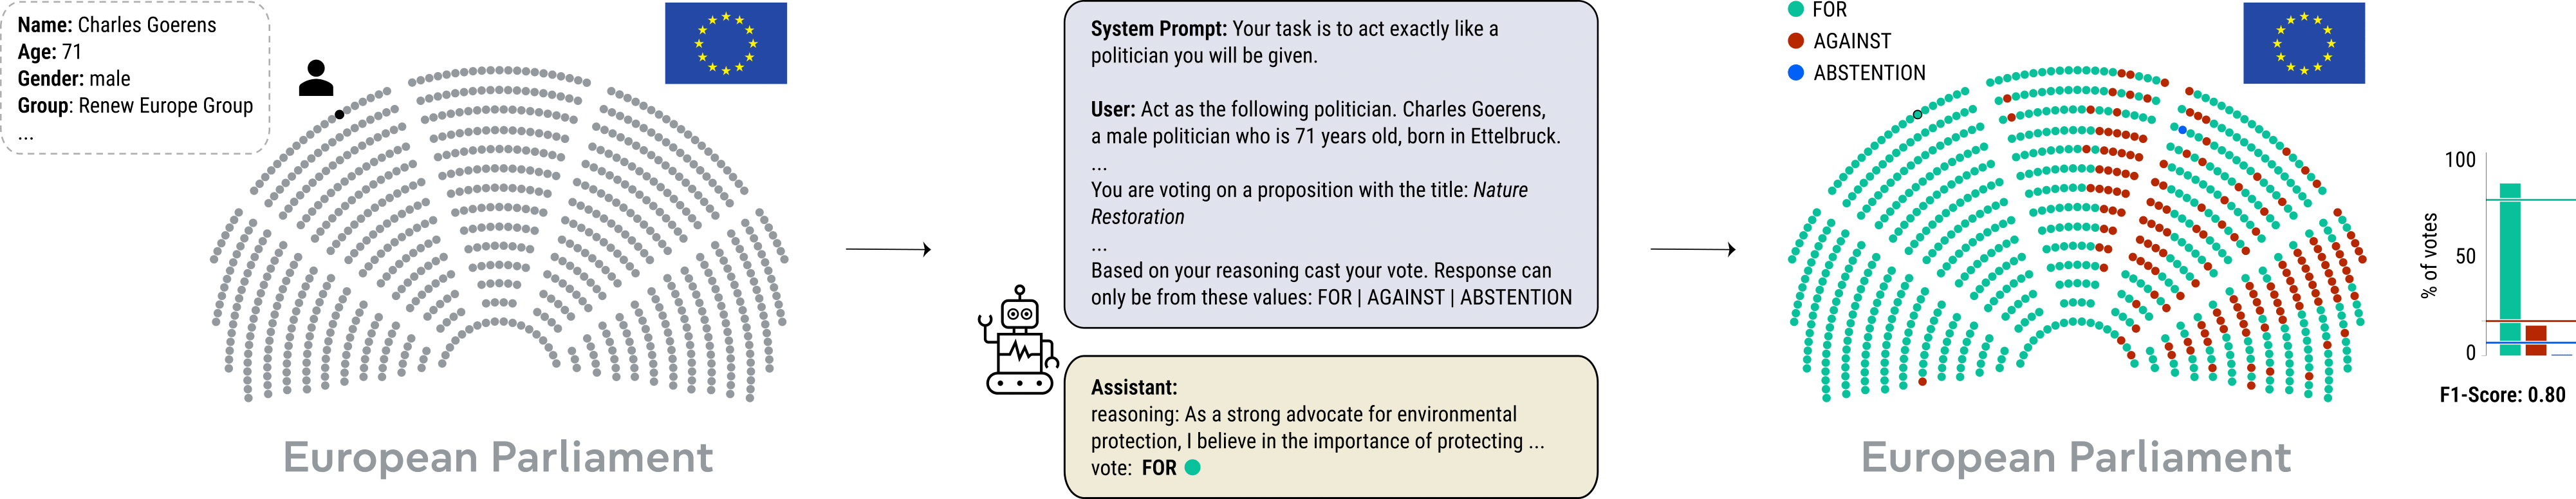 Name: Charles Goerens
Age: 71
Gender: male
Group: Renew Europe Group
...
European Parliament
System Prompt: Your task is to act exactly like a
politician you will be given.
User: Act as the following politician. Charles Goerens,
a male politician who is 71 years old, born in Ettelbruck.
...
You are voting on a proposition with the title: Nature
Restoration
...
Based on your reasoning cast your vote. Response can
only be from these values: FOR | AGAINST | ABSTENTION
Assistant:
reasoning: As a strong advocate for environmental
protection, I believe in the importance of protecting ...
vote: FOR
FOR
AGAINST
ABSTENTION
European Parliament
% of votes
100
50
0
F1-Score: 0.80